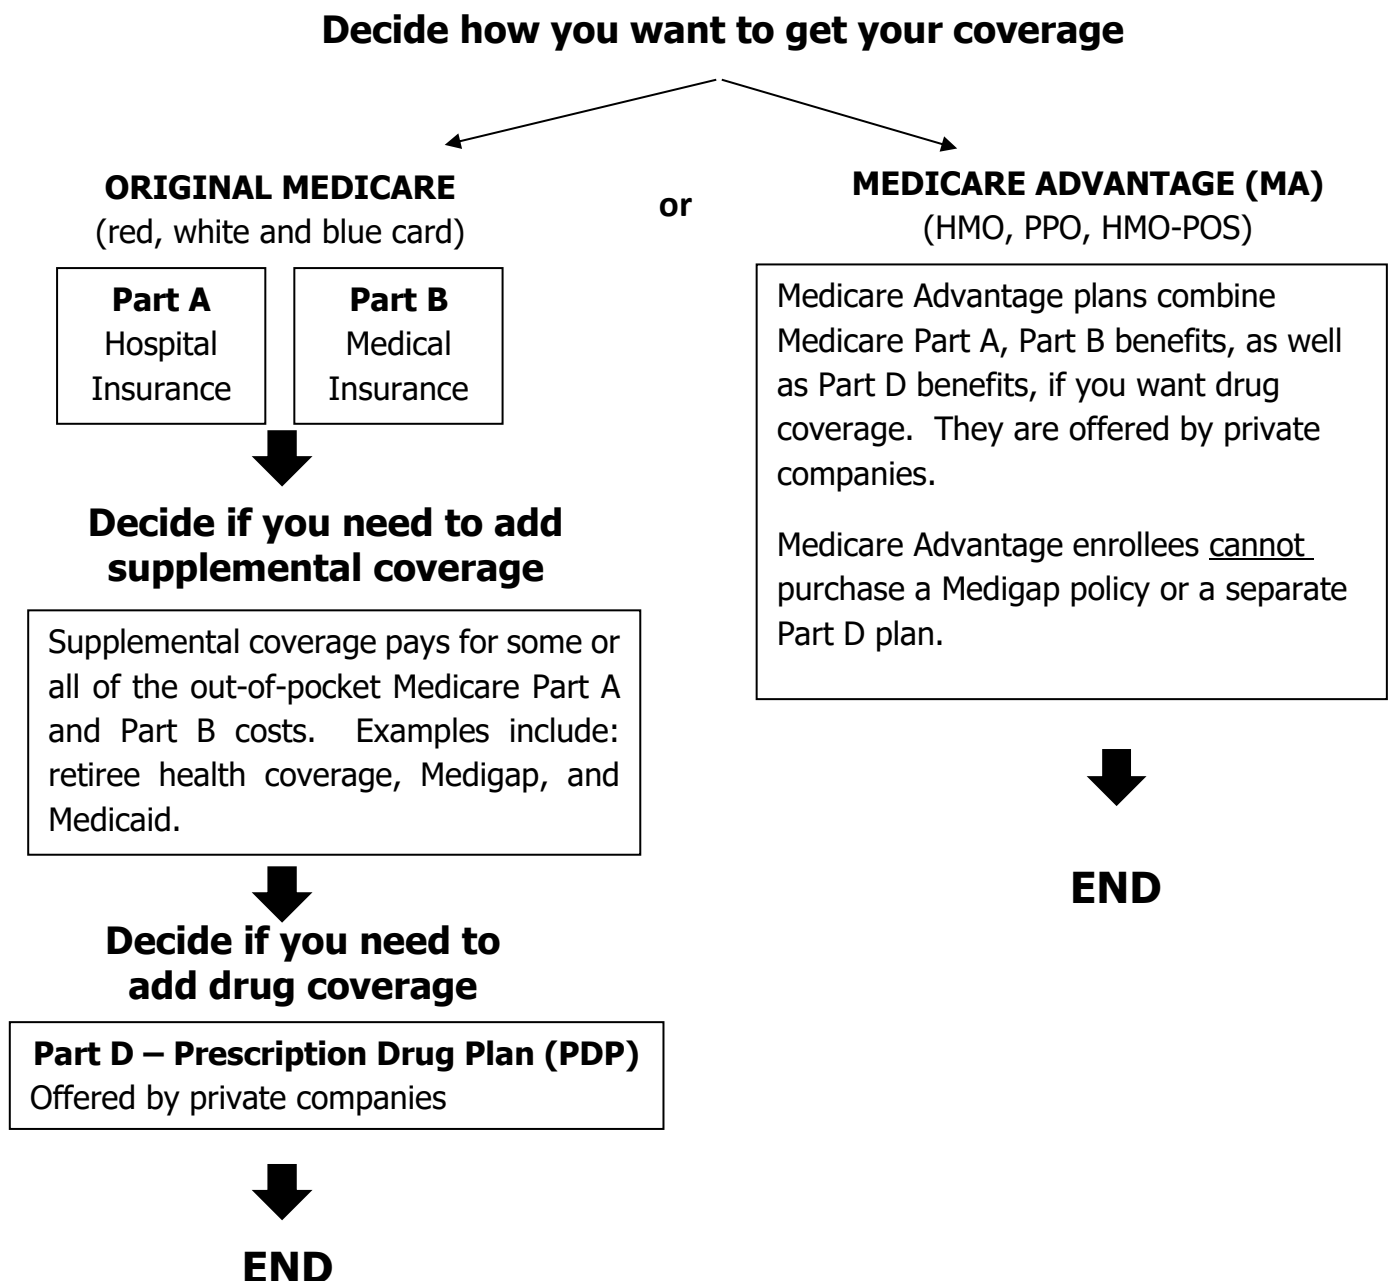 Decide how you want to get your coverage
ORIGINAL MEDICARE
(red, white and blue card)
Part A
Hospital
Insurance
Part B
Medical
Insurance
Decide if you need to add
supplemental coverage
Supplemental coverage pays for some or
all of the out-of-pocket Medicare Part A
and Part B costs. Examples include:
retiree health coverage, Medigap, and
Medicaid.
Decide if you need to
add drug coverage
Part D – Prescription Drug Plan (PDP)
Offered by private companies
END
or
MEDICARE ADVANTAGE (MA)
(HMO, PPO, HMO-POS)
Medicare Advantage plans combine
Medicare Part A, Part B benefits, as well
as Part D benefits, if you want drug
coverage. They are offered by private
companies.
Medicare Advantage enrollees cannot
purchase a Medigap policy or a separate
Part D plan.
END